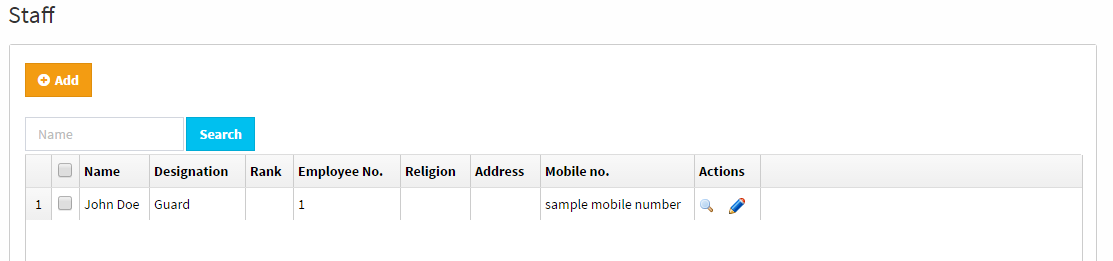 Staff
Add
Name Search
Name Designation Rank Employee No. Religion Address Mobile no. Actions
1 John Doe Guard 1 sample mobile number